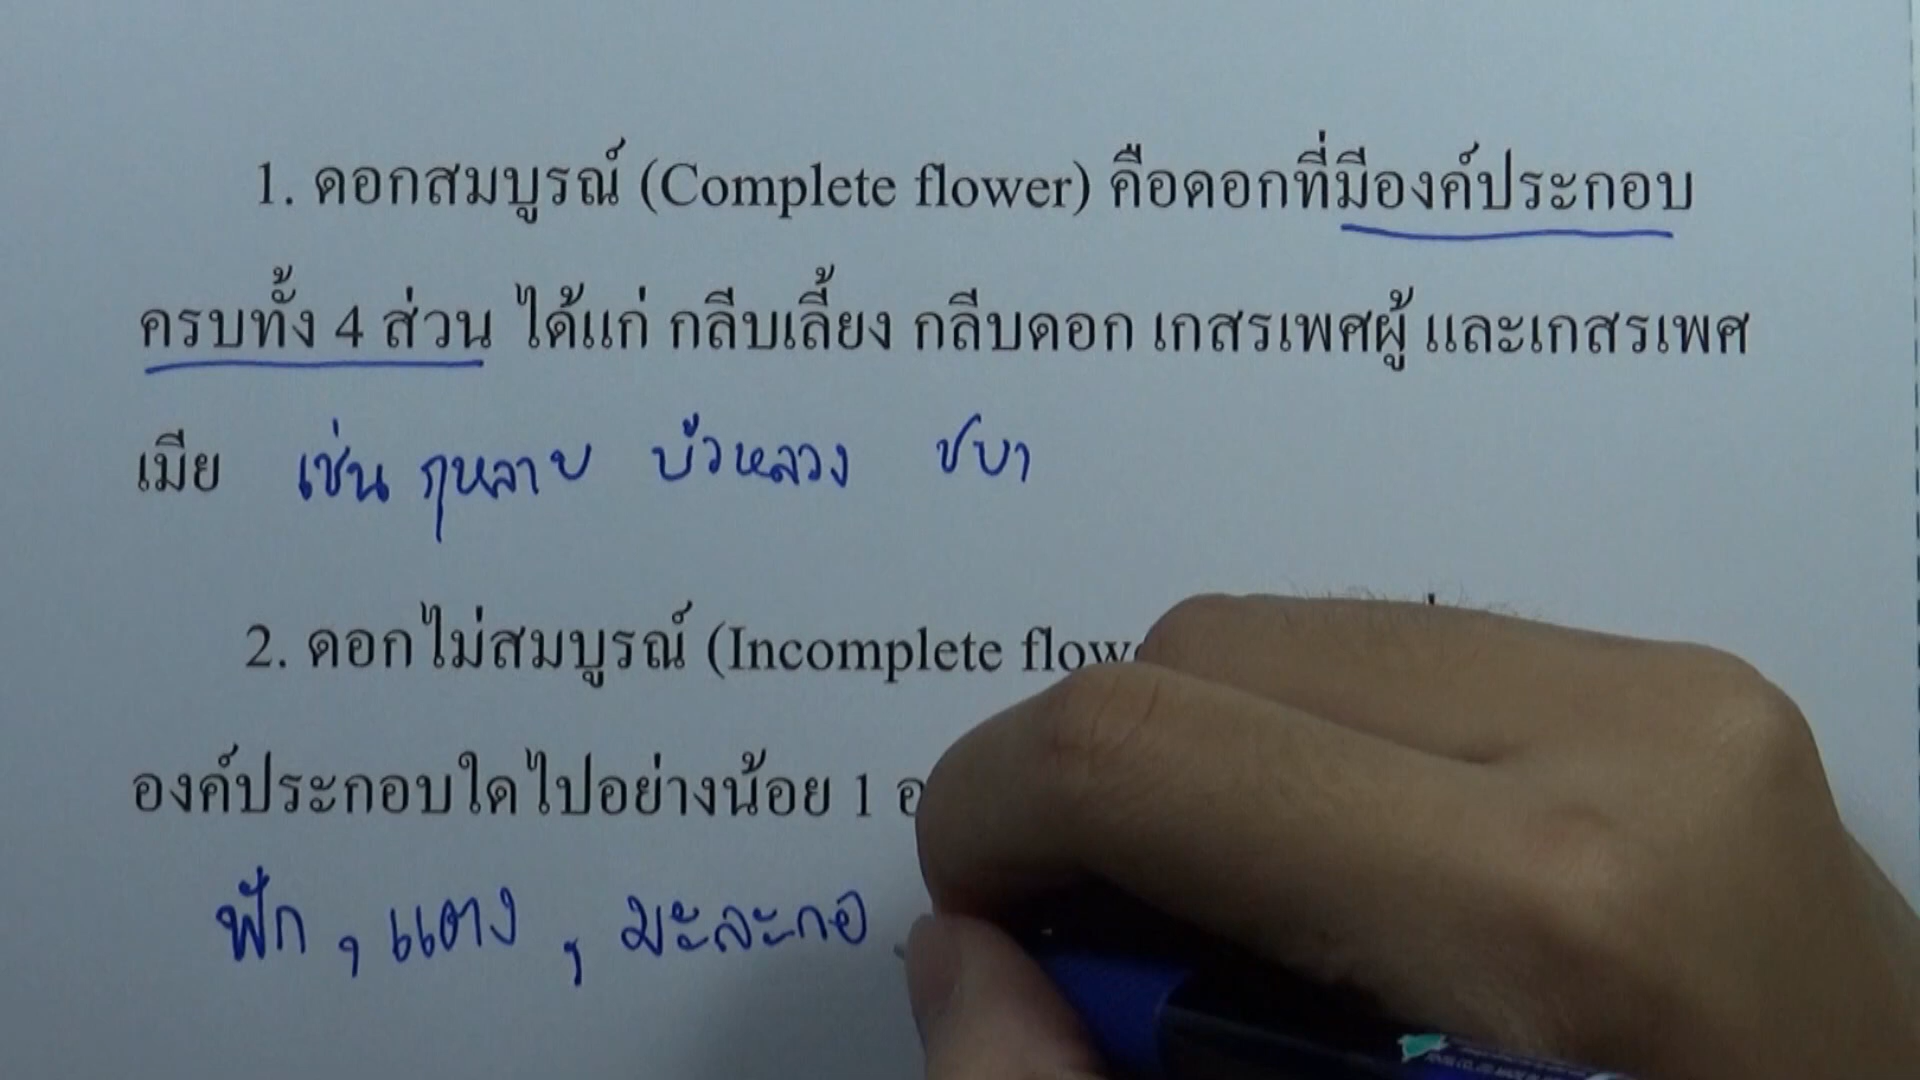 1. ดอกสมบูรณ์ (Complete flower) คือดอกที่มีองค์ประกอบ
ครบทั้ง 4 ส่วน ได้แก่ กลีบเลี้ยง กลีบดอก เกสรเพศผู้ และเกสรเพศ
เมีย เช่น กุหลาบ บัวหลวง ชบา
2. ดอกไม่สมบูรณ์ (Incomplete
องค์ประกอบใดไปอย่างน้อย 1
ฟัก , แตง , มะละกอ